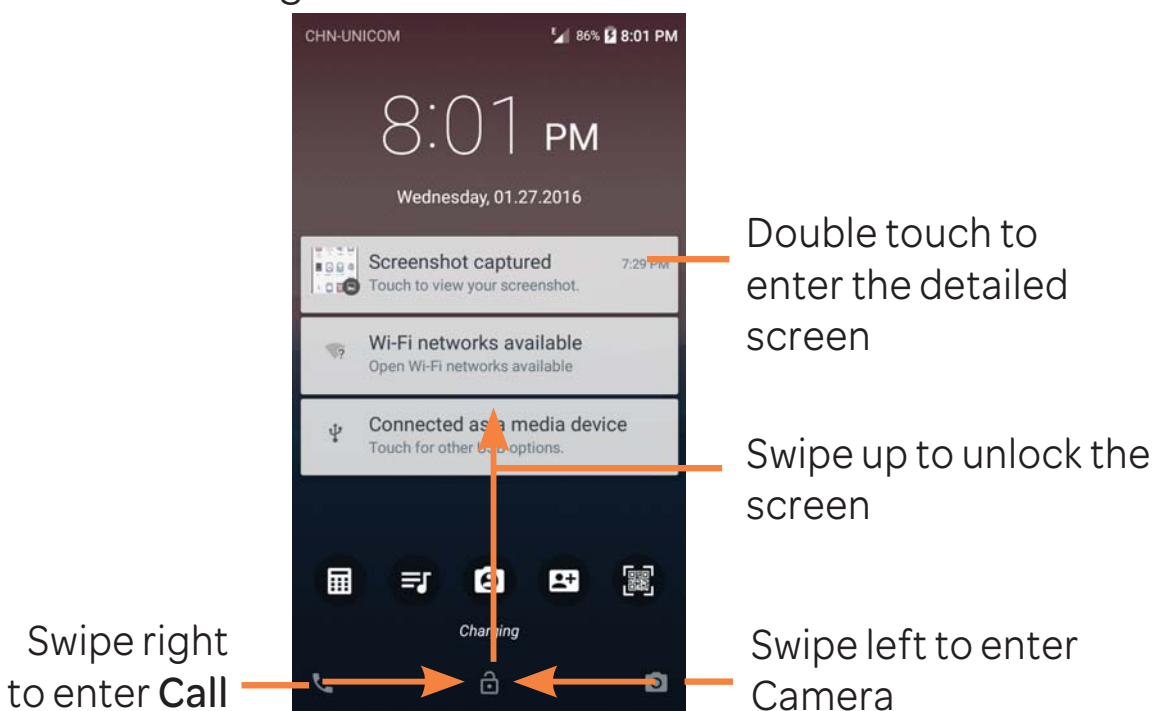 CHN-UNICOM E 86% 8:01 PM
8:01 PM
Wednesday, 01.27.2016
Screenshot captured 7:29 PM
Touch to view your screenshot.
Wi-Fi networks available
Open Wi-Fi networks available
Connected as a media device
Touch for other USB options.
Charging
Double touch to
enter the detailed
screen
Swipe up to unlock the
screen
Swipe right
to enter Call
Swipe left to enter
Camera